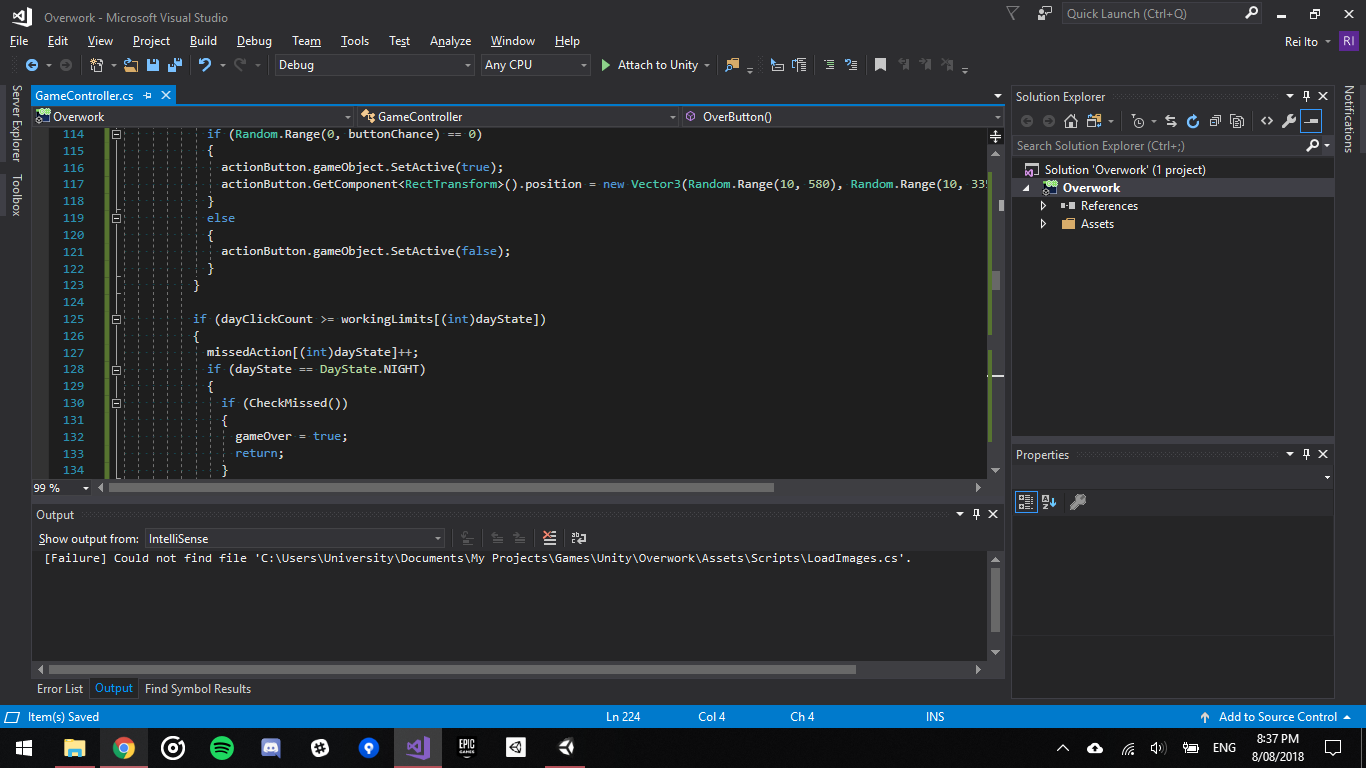 Overwork - Microsoft Visual Studio
Quick Launch (Ctrl+Q)
File Edit View Project Build Debug Team Tools Test Analyze Window Help
Rei Ito RI
Debug Any CPU Attach to Unity
Server Explorer
Toolbox
GameController.cs
Overwork GameController OverButton()
114 if (Random.Range(0, buttonChance) == 0)
115 {
116 actionButton.gameObject.SetActive(true);
117 actionButton.GetComponent<RectTransform>().position = new Vector3(Random.Range(10, 580), Random.Range(10, 335
118 }
119 else
120 {
121 actionButton.gameObject.SetActive(false);
122 }
123 }
124
125 if (dayClickCount >= workingLimits[(int)dayState])
126 {
127 missedAction[(int)dayState]++;
128 if (dayState == DayState.NIGHT)
129 {
130 if (CheckMissed())
131 {
132 gameOver = true;
133 return;
134 }
99 %
Output
Show output from: IntelliSense
[Failure] Could not find file 'C:\Users\University\Documents\My Projects\Games\Unity\Overwork\Assets\Scripts\LoadImages.cs'.
Error List Output Find Symbol Results
Solution Explorer
Search Solution Explorer (Ctrl+;)
Solution 'Overwork' (1 project)
Overwork
References
Assets
Properties
Notifications
Item(s) Saved Ln 224 Col 4 Ch 4 INS Add to Source Control
EPIC
GAMES
ENG
8:37 PM
8/08/2018